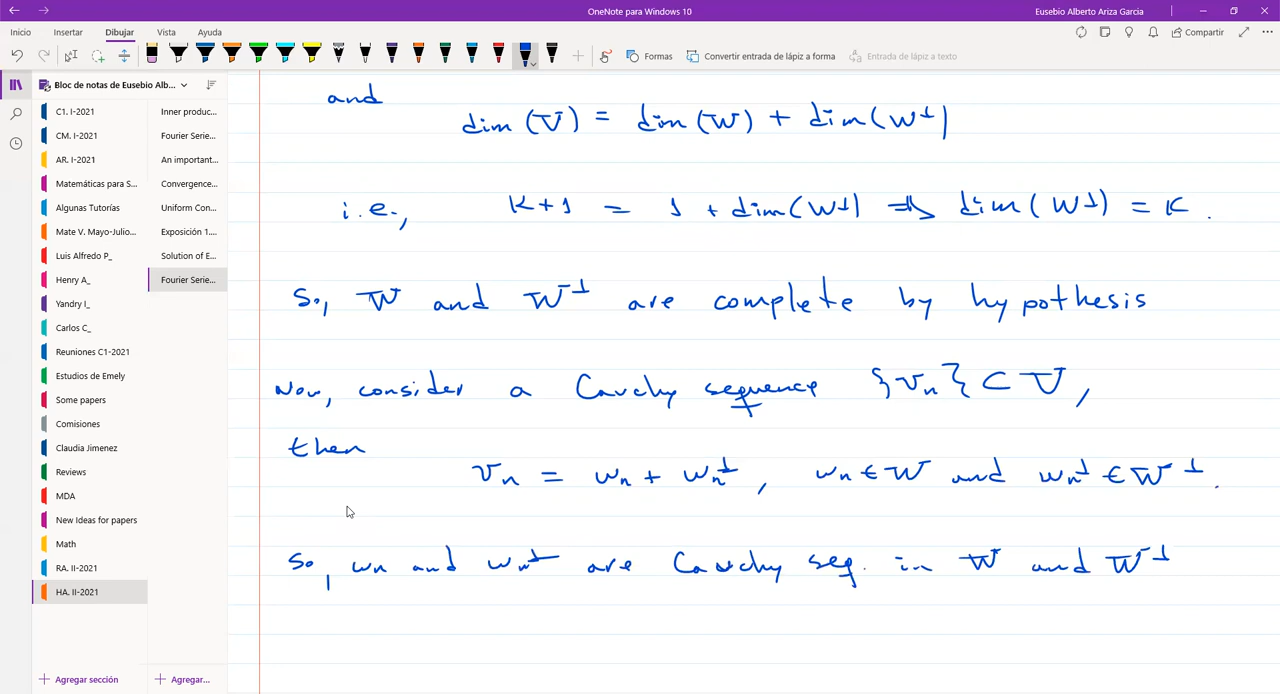 OneNote para Windows 10
Eusebio Alberto Ariza Garcia
Inicio Insertar Dibujar Vista Ayuda
Compartir
Formas
Convertir entrada de lápiz a forma
Entrada de lápiz a texto
Bloc de notas de Eusebio Alb...
C1. I-2021
CM. I-2021
AR. I-2021
Matemáticas para S...
Algunas Tutorías
Mate V. Mayo-Julio...
Luis Alfredo P_
Henry A_
Yandry I_
Carlos C_
Reuniones C1-2021
Estudios de Emely
Some papers
Comisiones
Claudia Jimenez
Reviews
MDA
New Ideas for papers
Math
RA. II-2021
HA. II-2021
Agregar sección
Inner produc...
Fourier Serie...
An important...
Convergence...
Uniform Con...
Exposición 1....
Solution of E...
Fourier Serie...
Agregar...
and
dim (V) = dim(W) + dim(W⊥)
i.e., K+1 = 1 + dim(W⊥) ⇒ dim(W⊥) = K.
So, W and W⊥ are complete by hypothesis
Now, consider a Cauchy sequence {vn} ⊂ V,
then
vn = wn + wn⊥, wn ∈ W and wn⊥ ∈ W⊥.
So, wn and wn⊥ are Cauchy seq. in W and W⊥